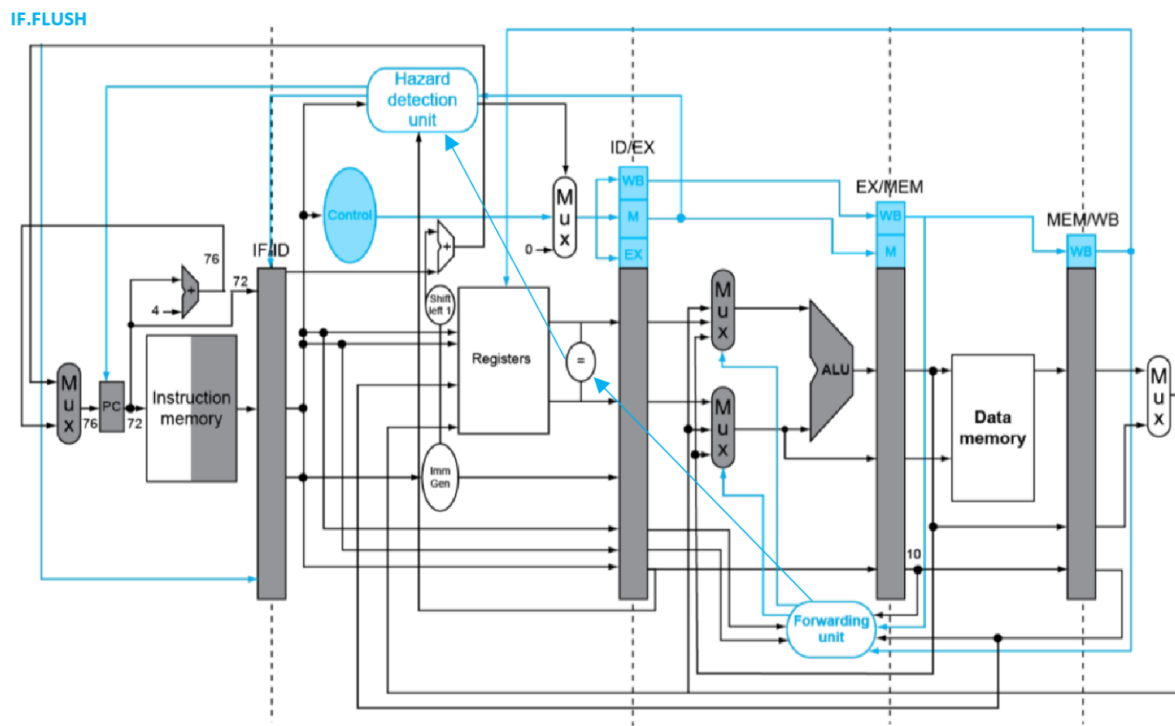 IF.FLUSH
Hazard
detection
unit
ID/EX
WB
M
EX
EX/MEM
WB
M
MEM/WB
WB
Control
M
u
x
0
IF/ID
76
72
4
+
+
Shift
left 1
Registers
=
M
u
x
M
u
x
ALU
M
u
x
PC
76
72
Instruction
memory
Data
memory
M
u
x
Imm
Gen
10
Forwarding
unit